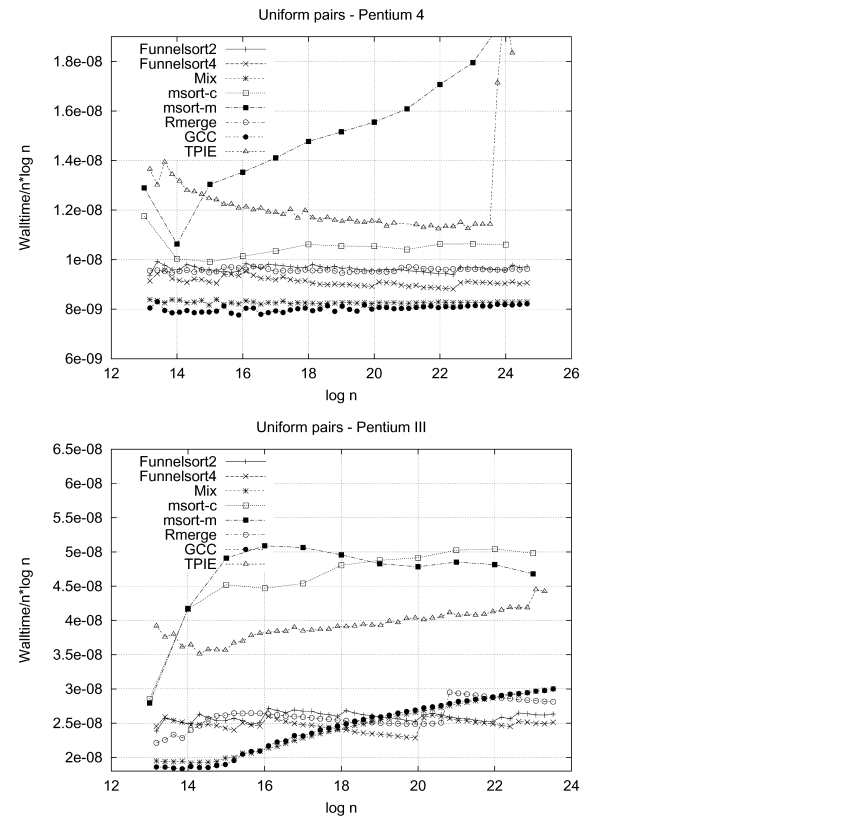 Uniform pairs - Pentium 4
Walltime/n*log n
1.8e-08
1.6e-08
1.4e-08
1.2e-08
1e-08
8e-09
6e-09
Funnelsort2
Funnelsort4
Mix
msort-c
msort-m
Rmerge
GCC
TPIE
12 14 16 18 20 22 24 26
log n
Uniform pairs - Pentium III
Walltime/n*log n
6.5e-08
6e-08
5.5e-08
5e-08
4.5e-08
4e-08
3.5e-08
3e-08
2.5e-08
2e-08
Funnelsort2
Funnelsort4
Mix
msort-c
msort-m
Rmerge
GCC
TPIE
12 14 16 18 20 22 24
log n